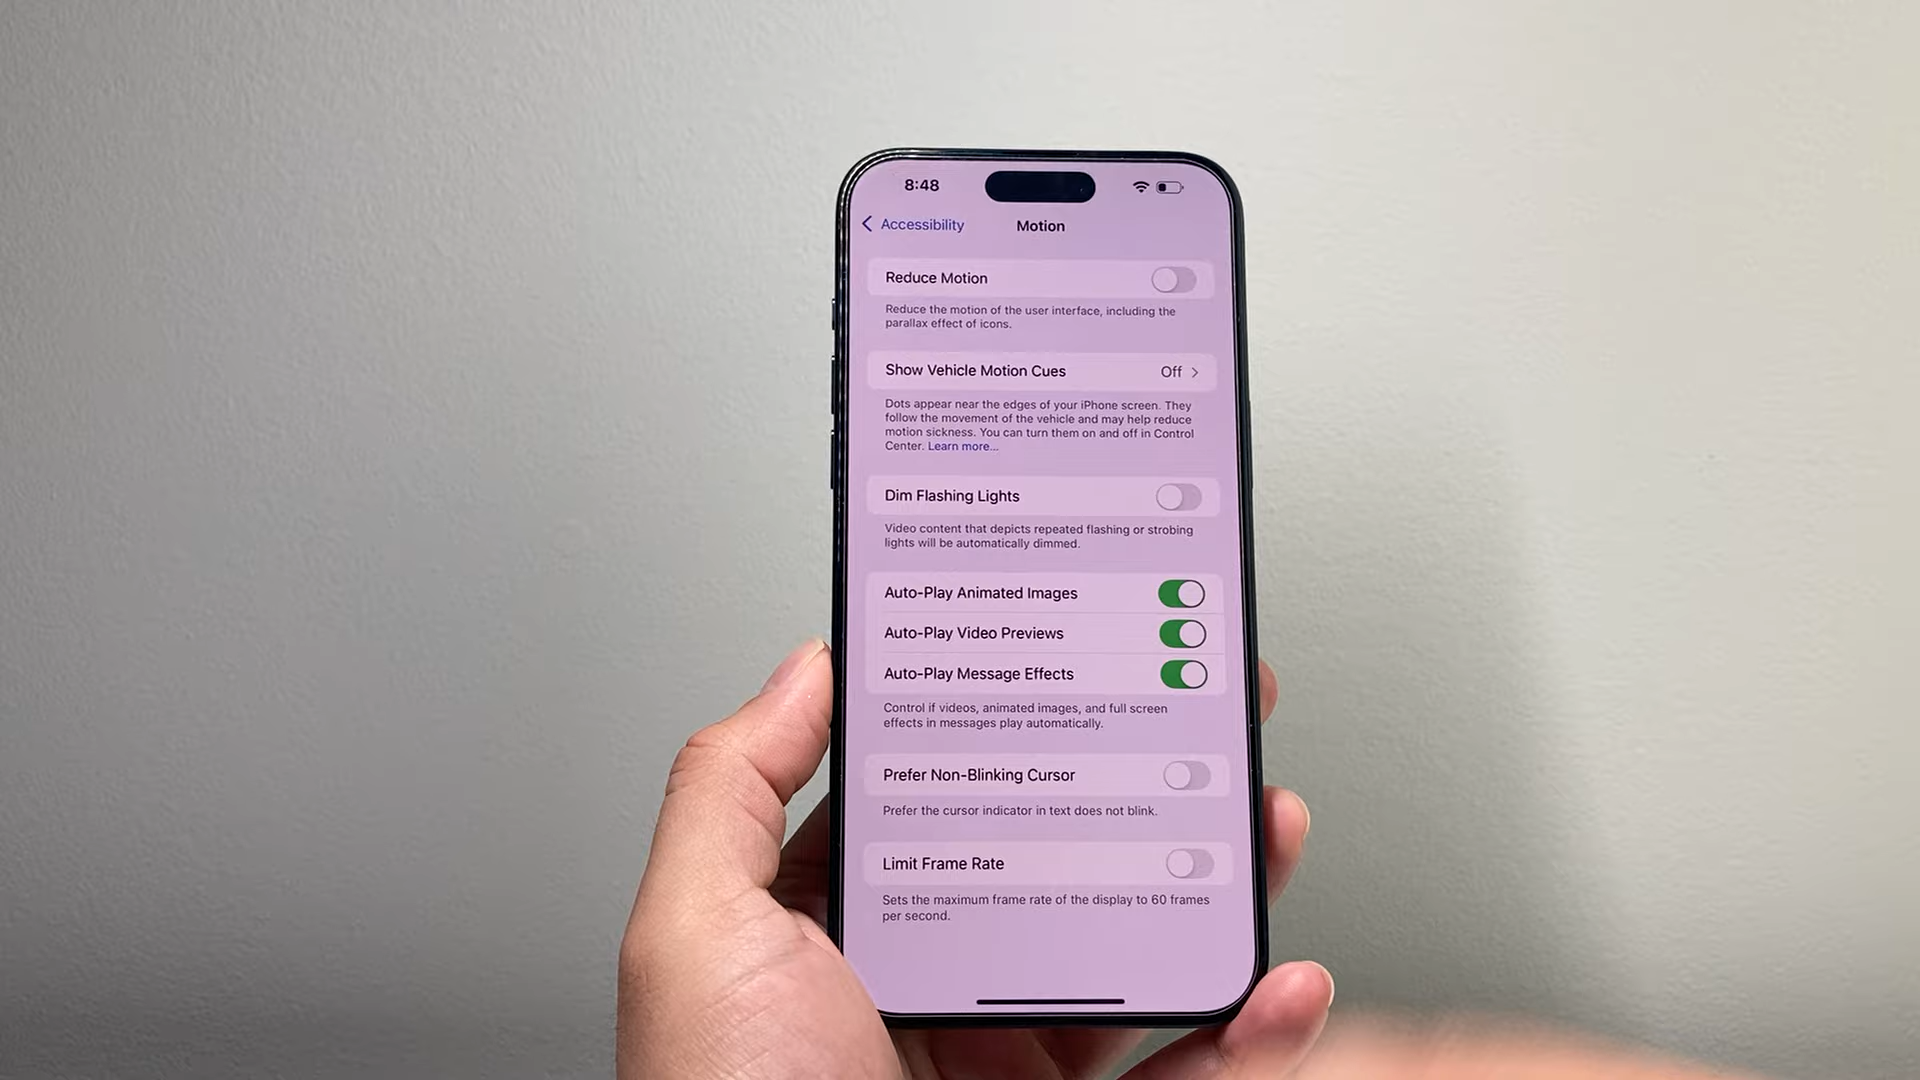 8:48
Accessibility
Motion
Reduce Motion
Reduce the motion of the user interface, including the
parallax effect of icons.
Show Vehicle Motion Cues Off
Dots appear near the edges of your iPhone screen. They
follow the movement of the vehicle and may help reduce
motion sickness. You can turn them on and off in Control
Center. Learn more...
Dim Flashing Lights
Video content that depicts repeated flashing or strobing
lights will be automatically dimmed.
Auto-Play Animated Images
Auto-Play Video Previews
Auto-Play Message Effects
Control if videos, animated images, and full screen
effects in messages play automatically.
Prefer Non-Blinking Cursor
Prefer the cursor indicator in text does not blink.
Limit Frame Rate
Sets the maximum frame rate of the display to 60 frames
per second.